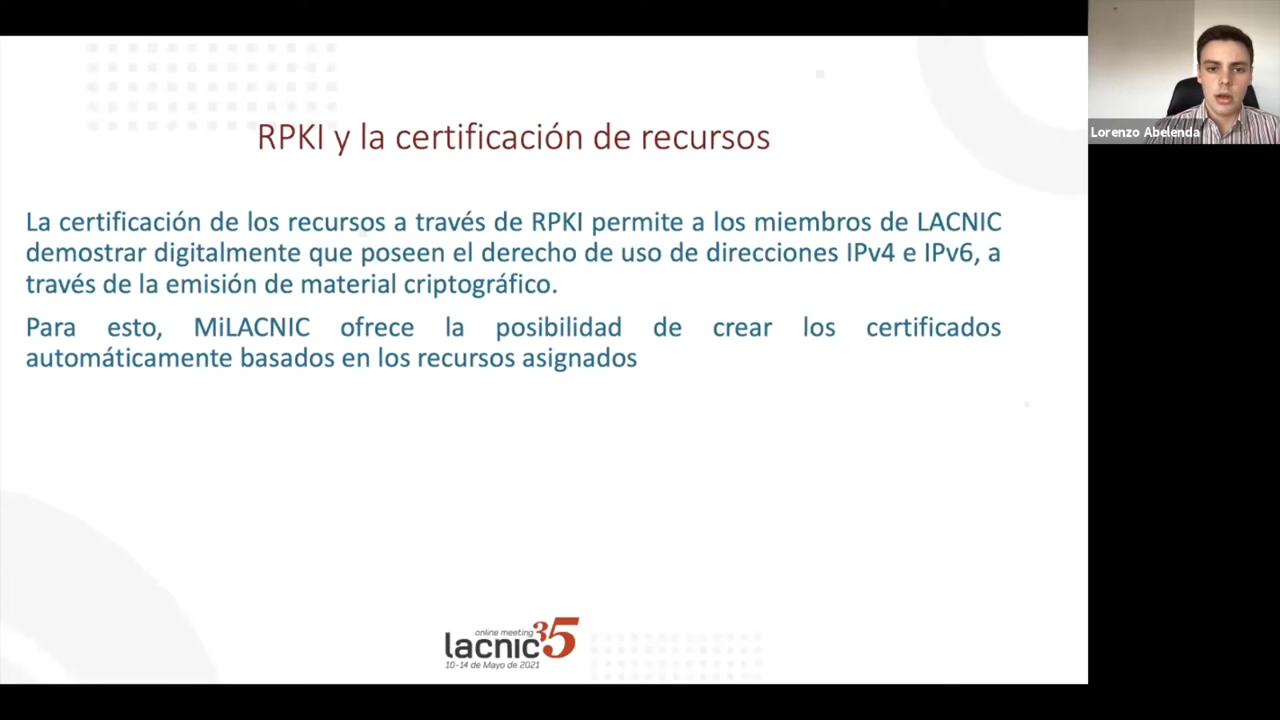 RPKI y la certificación de recursos
Lorenzo Abelenda
La certificación de los recursos a través de RPKI permite a los miembros de LACNIC
demostrar digitalmente que poseen el derecho de uso de direcciones IPv4 e IPv6, a
través de la emisión de material criptográfico.
Para esto, MiLACNIC ofrece la posibilidad de crear los certificados
automáticamente basados en los recursos asignados
online meeting
lacnic35
10-14 de Mayo de 2021